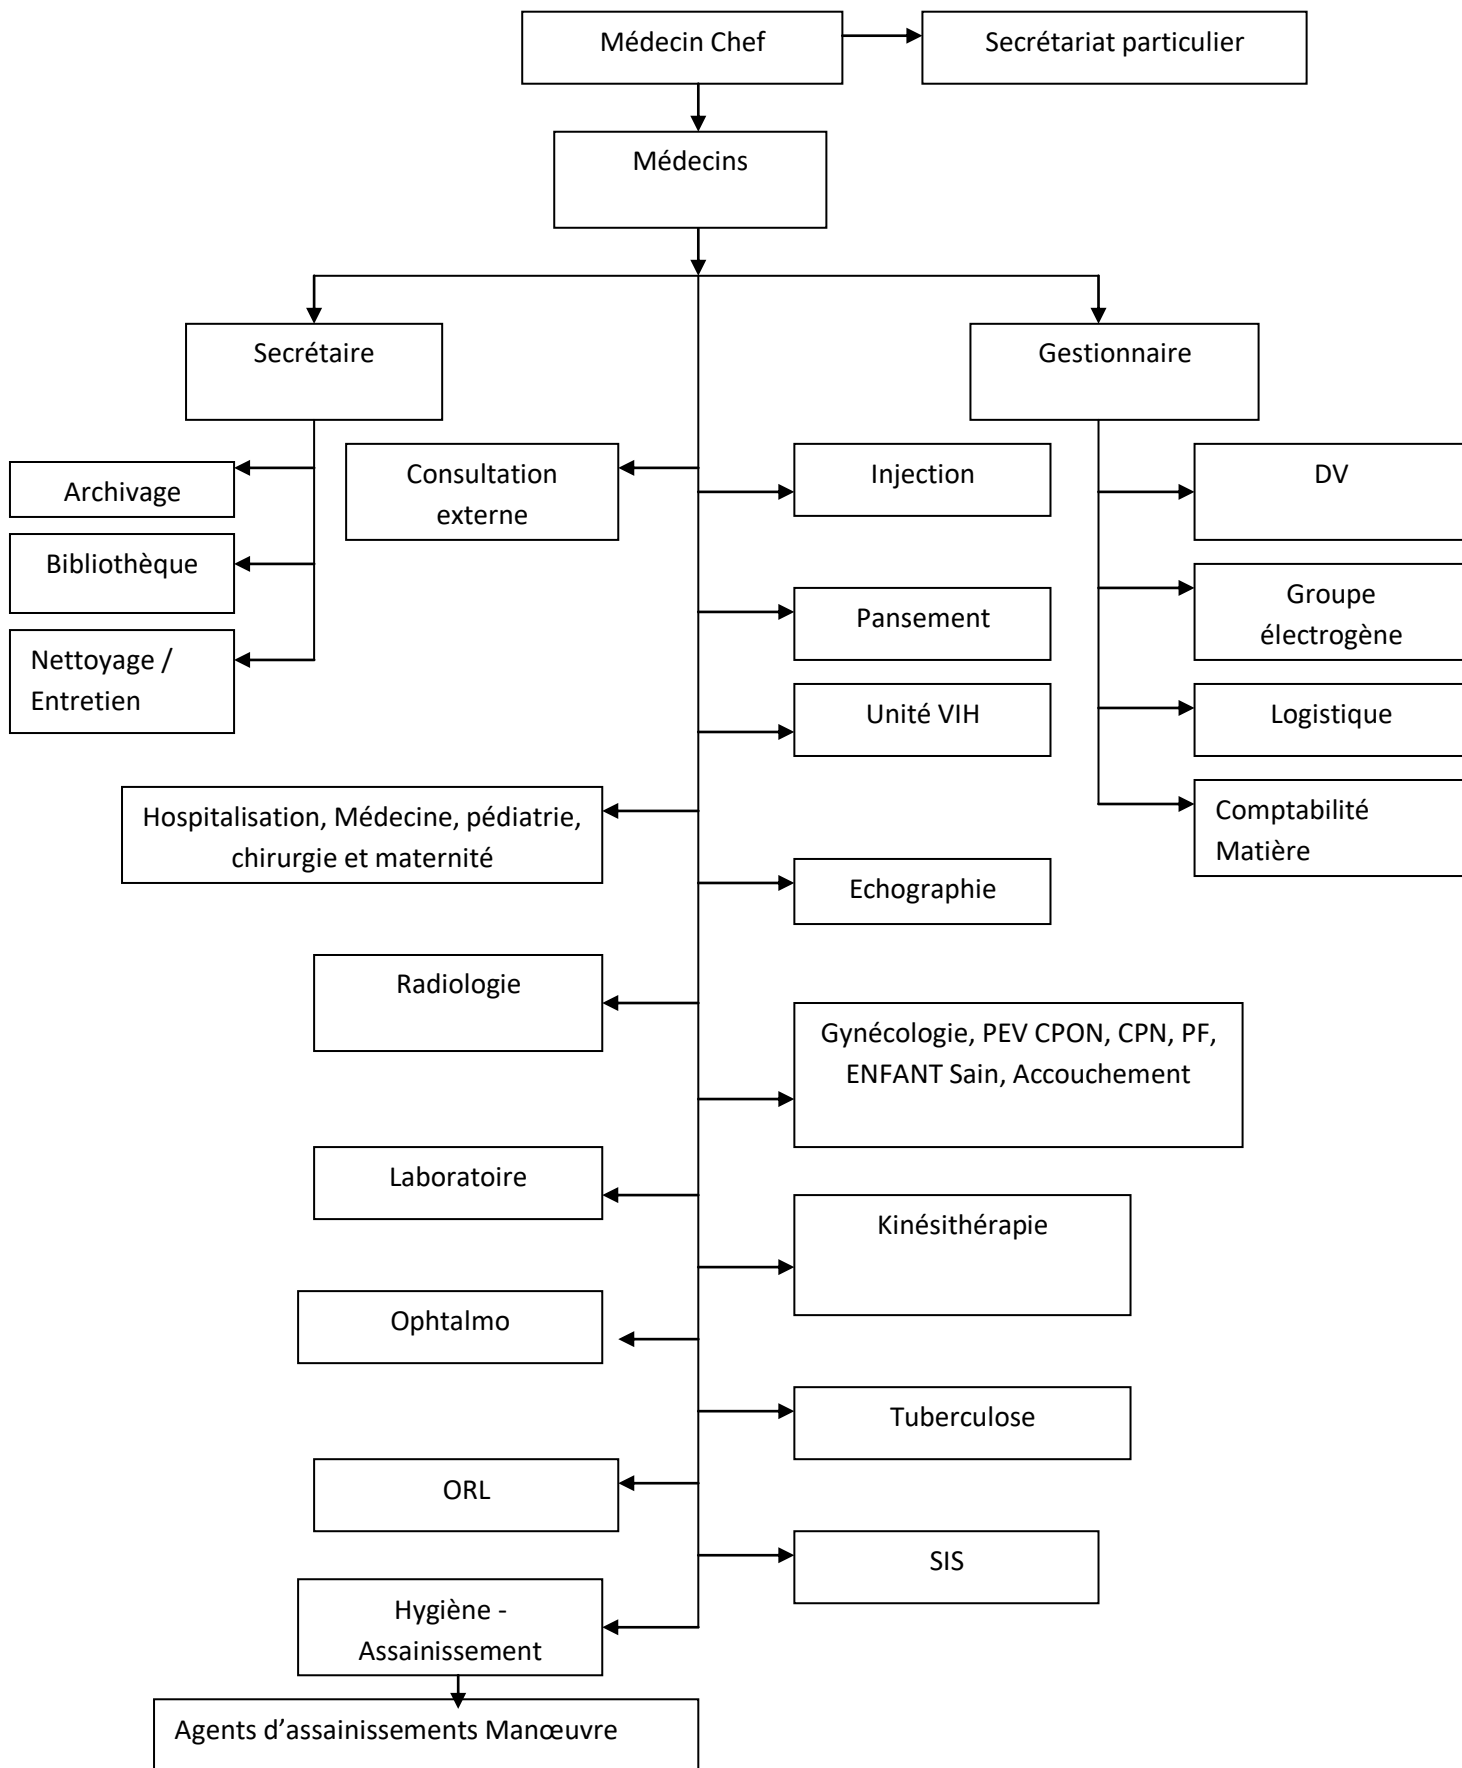 Médecin Chef
Secrétariat particulier
Médecins
Secrétaire
Gestionnaire
Archivage
Consultation
externe
Injection
DV
Bibliothèque
Pansement
Groupe
électrogène
Nettoyage /
Entretien
Unité VIH
Logistique
Hospitalisation, Médecine, pédiatrie,
chirurgie et maternité
Comptabilité
Matière
Echographie
Radiologie
Gynécologie, PEV CPON, CPN, PF,
ENFANT Sain, Accouchement
Laboratoire
Kinésithérapie
Ophtalmo
Tuberculose
ORL
SIS
Hygiène -
Assainissement
Agents d’assainissements Manœuvre